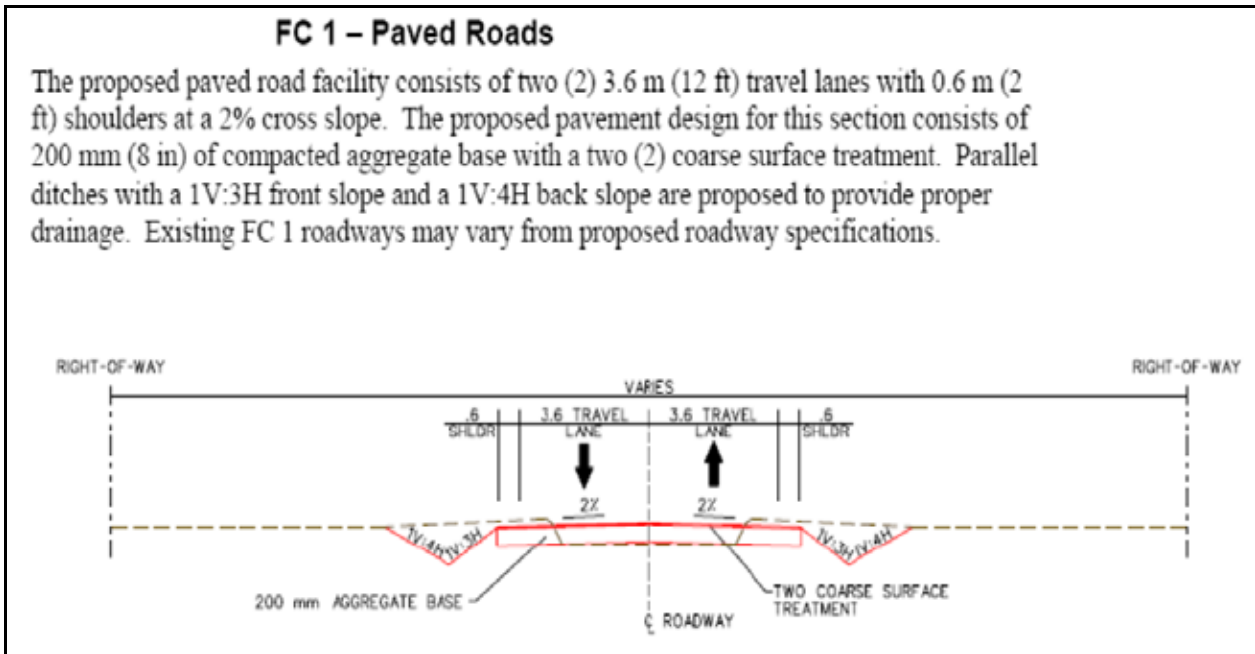 FC 1 – Paved Roads
The proposed paved road facility consists of two (2) 3.6 m (12 ft) travel lanes with 0.6 m (2
ft) shoulders at a 2% cross slope.  The proposed pavement design for this section consists of
200 mm (8 in) of compacted aggregate base with a two (2) coarse surface treatment.  Parallel
ditches with a 1V:3H front slope and a 1V:4H back slope are proposed to provide proper
drainage.  Existing FC 1 roadways may vary from proposed roadway specifications.
RIGHT-OF-WAY
RIGHT-OF-WAY
VARIES
.6
SHLDR
3.6 TRAVEL
LANE
3.6 TRAVEL
LANE
.6
SHLDR
2%
2%
1V:4H
1V:3H
1V:3H
1V:4H
200 mm AGGREGATE BASE
TWO COARSE SURFACE
TREATMENT
℄ ROADWAY